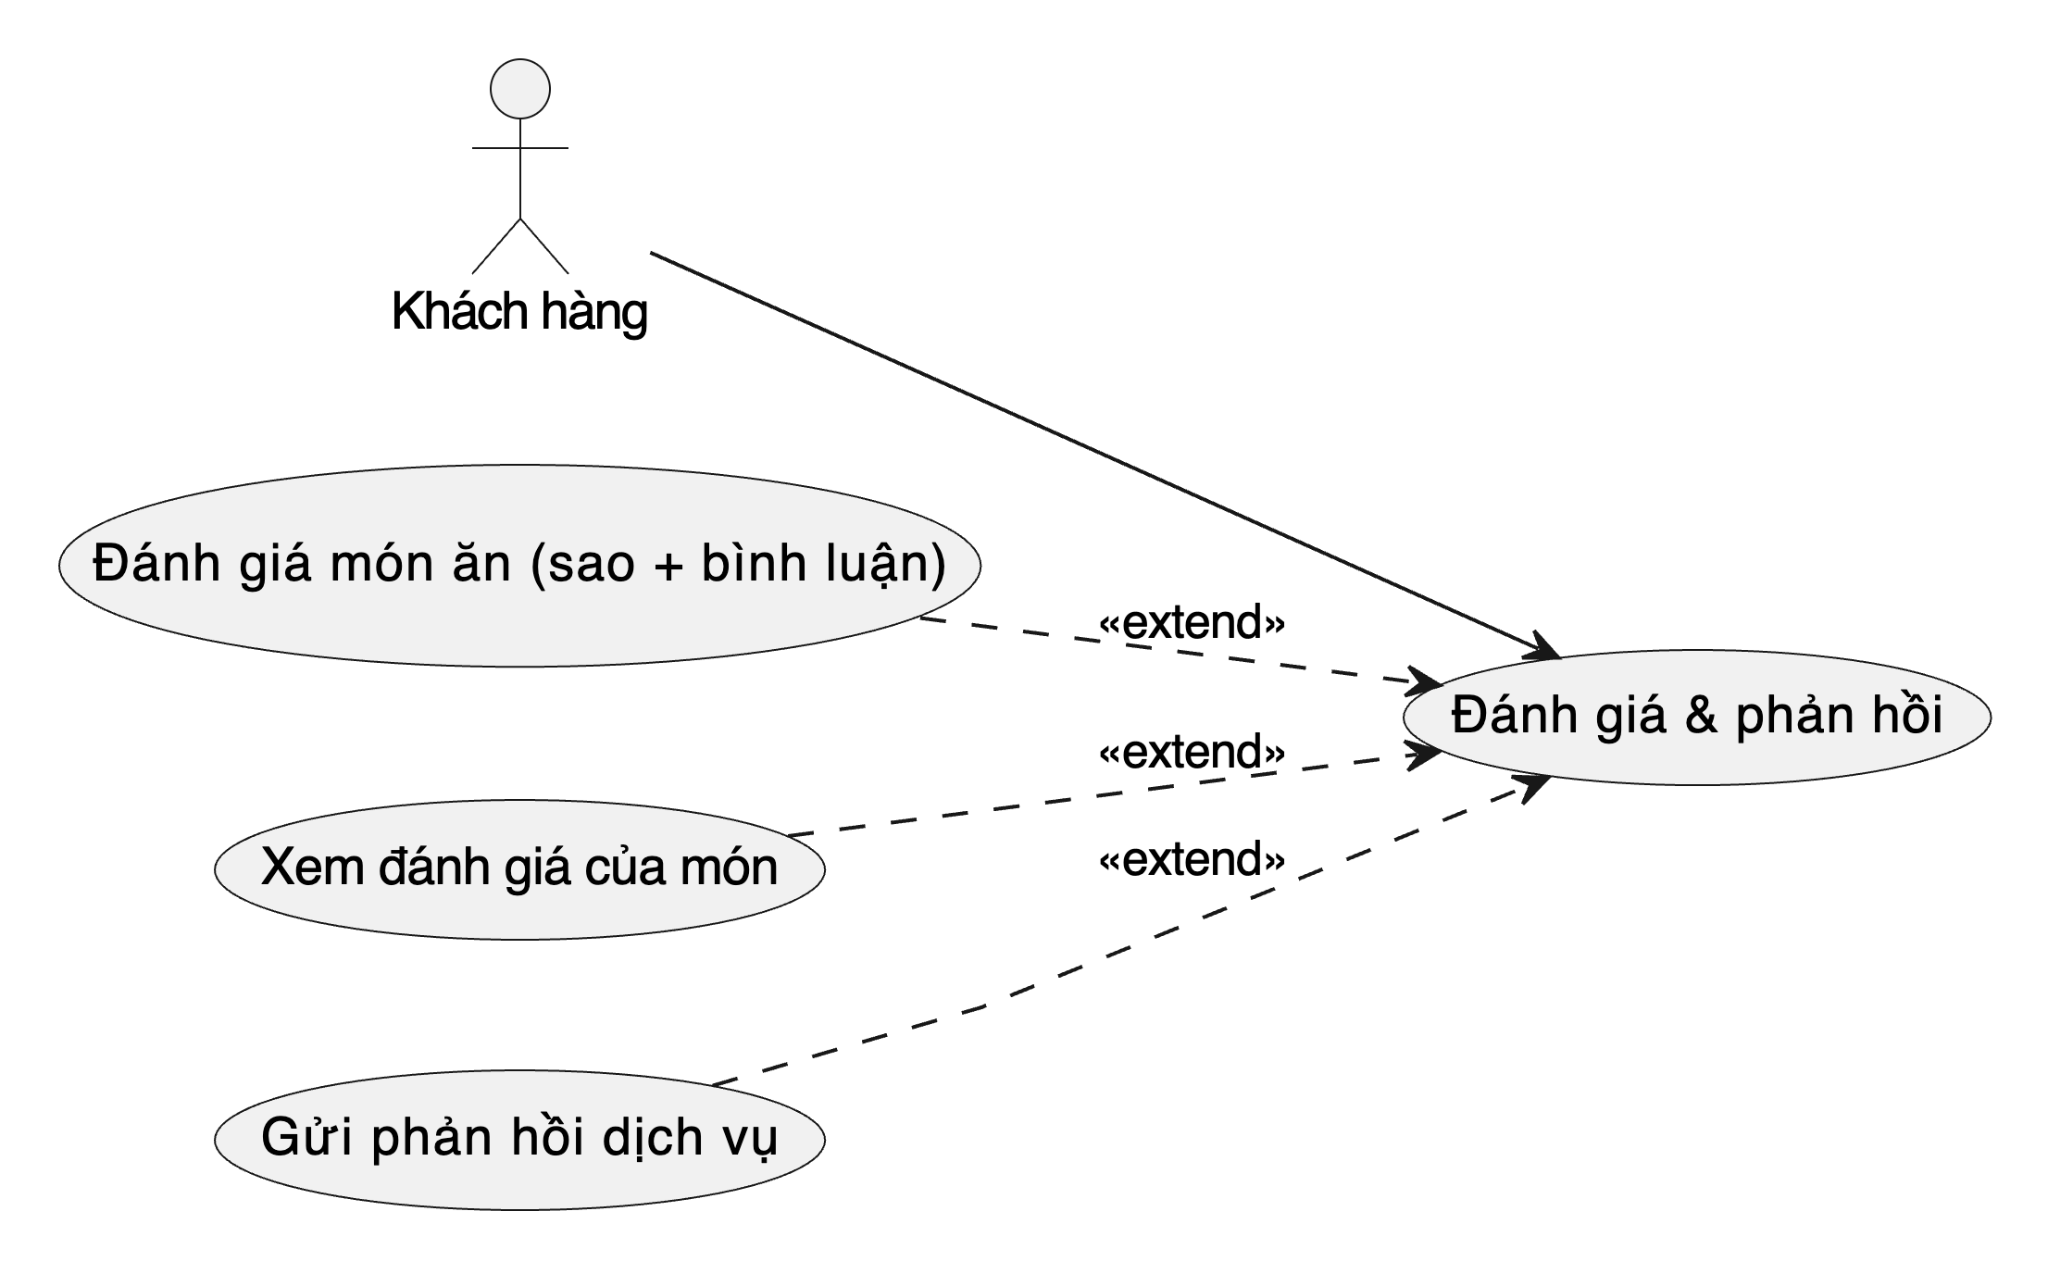 Khách hàng
Đánh giá món ăn (sao + bình luận)
«extend»
Đánh giá & phản hồi
«extend»
Xem đánh giá của món
«extend»
Gửi phản hồi dịch vụ